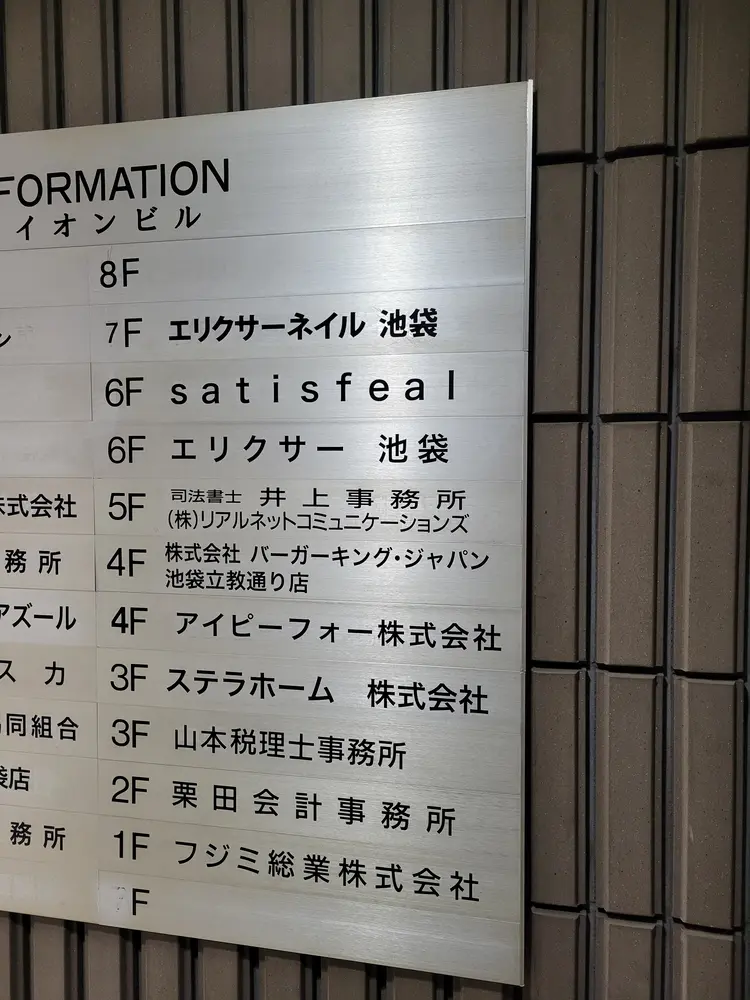 FORMATION
イオンビル
8F
ン 7F エリクサーネイル 池袋
6F satisfeal
6F エリクサー 池袋
株式会社 5F 司法書士 井上事務所
(株)リアルネットコミュニケーションズ
務所 4F 株式会社 バーガーキング・ジャパン
池袋立教通り店
アズール 4F アイピーフォー株式会社
スカ 3F ステラホーム 株式会社
同組合 3F 山本税理士事務所
袋店 2F 栗田会計事務所
務所 1F フジミ総業株式会社
F